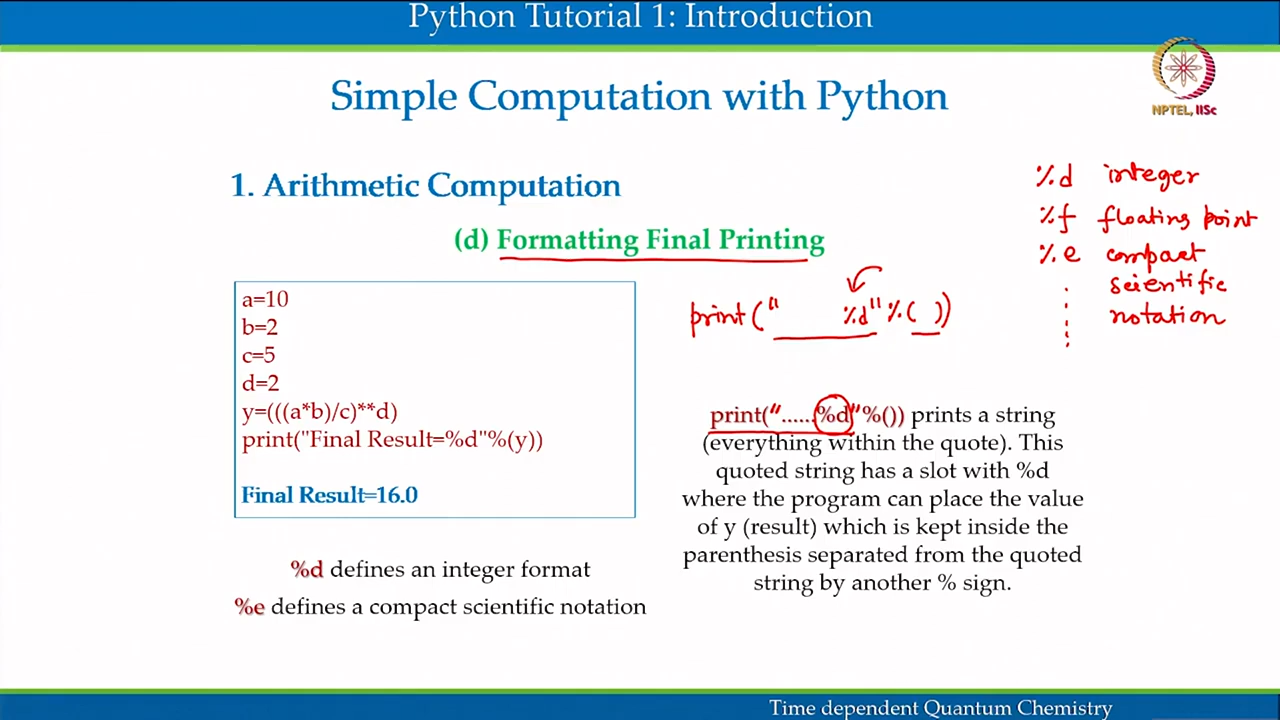 Python Tutorial 1: Introduction
NPTEL, IISc
Simple Computation with Python
1. Arithmetic Computation
(d) Formatting Final Printing
%d integer
%f floating point
%e compact
scientific
notation
a=10
b=2
c=5
d=2
y=(((a*b)/c)**d)
print("Final Result=%d"%(y))
Final Result=16.0
print(" %d"%( ))
print("......%d"%()) prints a string
(everything within the quote). This
quoted string has a slot with %d
where the program can place the value
of y (result) which is kept inside the
parenthesis separated from the quoted
string by another % sign.
%d defines an integer format
%e defines a compact scientific notation
Time dependent Quantum Chemistry